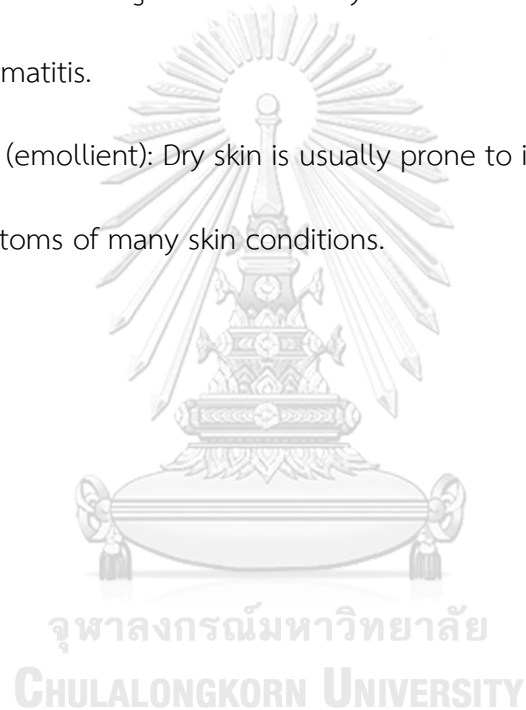 matitis.
(emollient): Dry skin is usually prone to i
toms of many skin conditions.
จุฬาลงกรณ์มหาวิทยาลัย
CHULALONGKORN UNIVERSITY